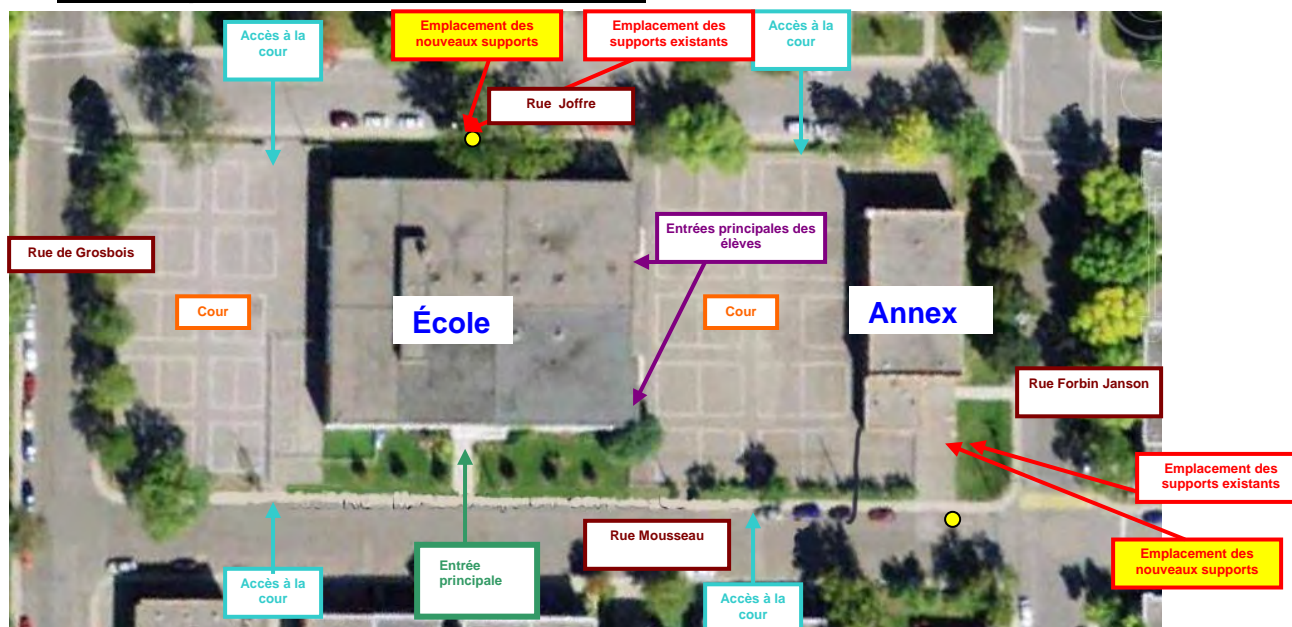 Accès à la
cour
Emplacement des
nouveaux supports
Emplacement des
supports existants
Accès à la
cour
Rue Joffre
Entrées principales des
élèves
Rue de Grosbois
Cour
École
Cour
Annex
Rue Forbin Janson
Emplacement des
supports existants
Rue Mousseau
Emplacement des
nouveaux supports
Accès à la
cour
Entrée
principale
Accès à la
cour